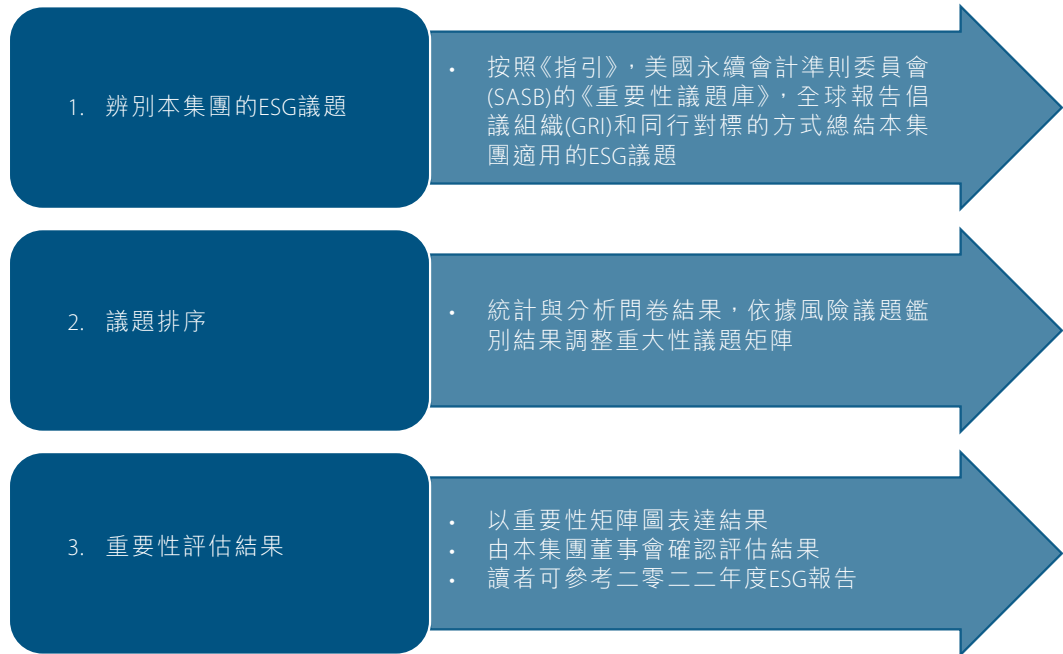 1. 辨別本集團的ESG議題
• 按照《指引》，美國永續會計準則委員會
(SASB)的《重要性議題庫》，全球報告倡
議組織(GRI)和同行對標的方式總結本集
團適用的ESG議題
2. 議題排序
• 統計與分析問卷結果，依據風險議題鑑
別結果調整重大性議題矩陣
3. 重要性評估結果
• 以重要性矩陣圖表達結果
• 由本集團董事會確認評估結果
• 讀者可參考二零二二年度ESG報告